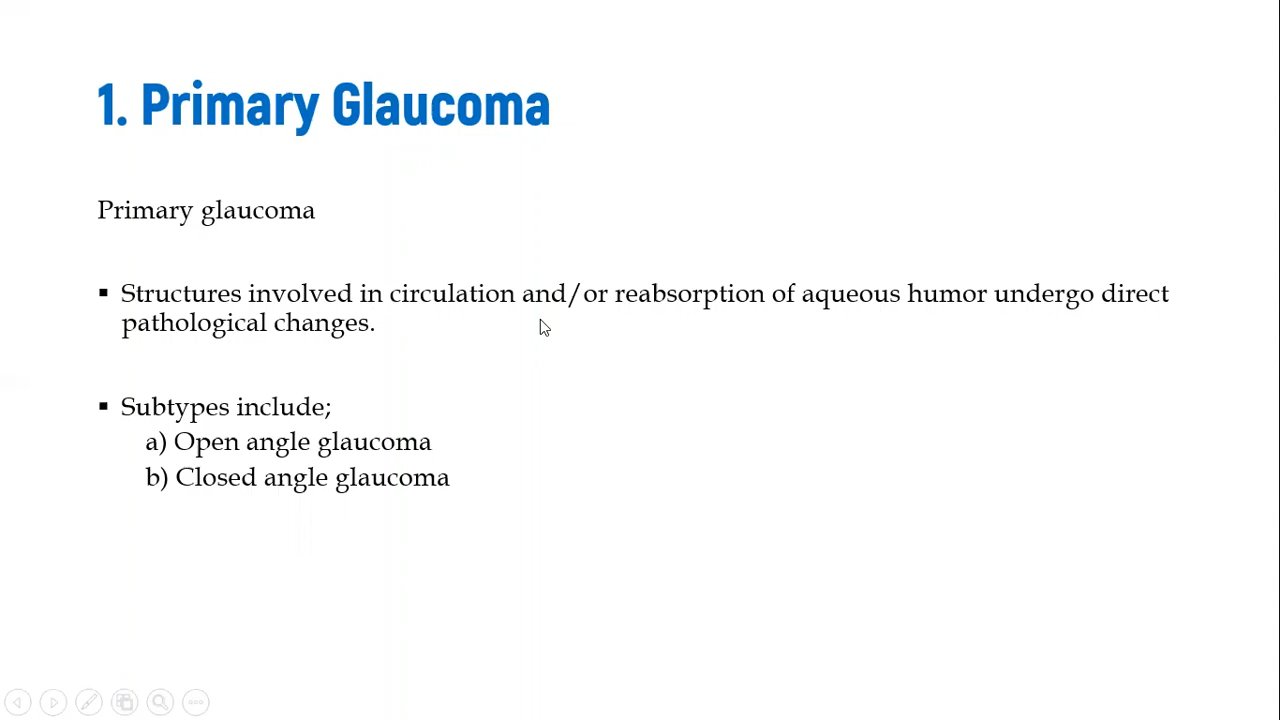 1. Primary Glaucoma
Primary glaucoma
▪ Structures involved in circulation and/or reabsorption of aqueous humor undergo direct
pathological changes.
▪ Subtypes include;
a) Open angle glaucoma
b) Closed angle glaucoma